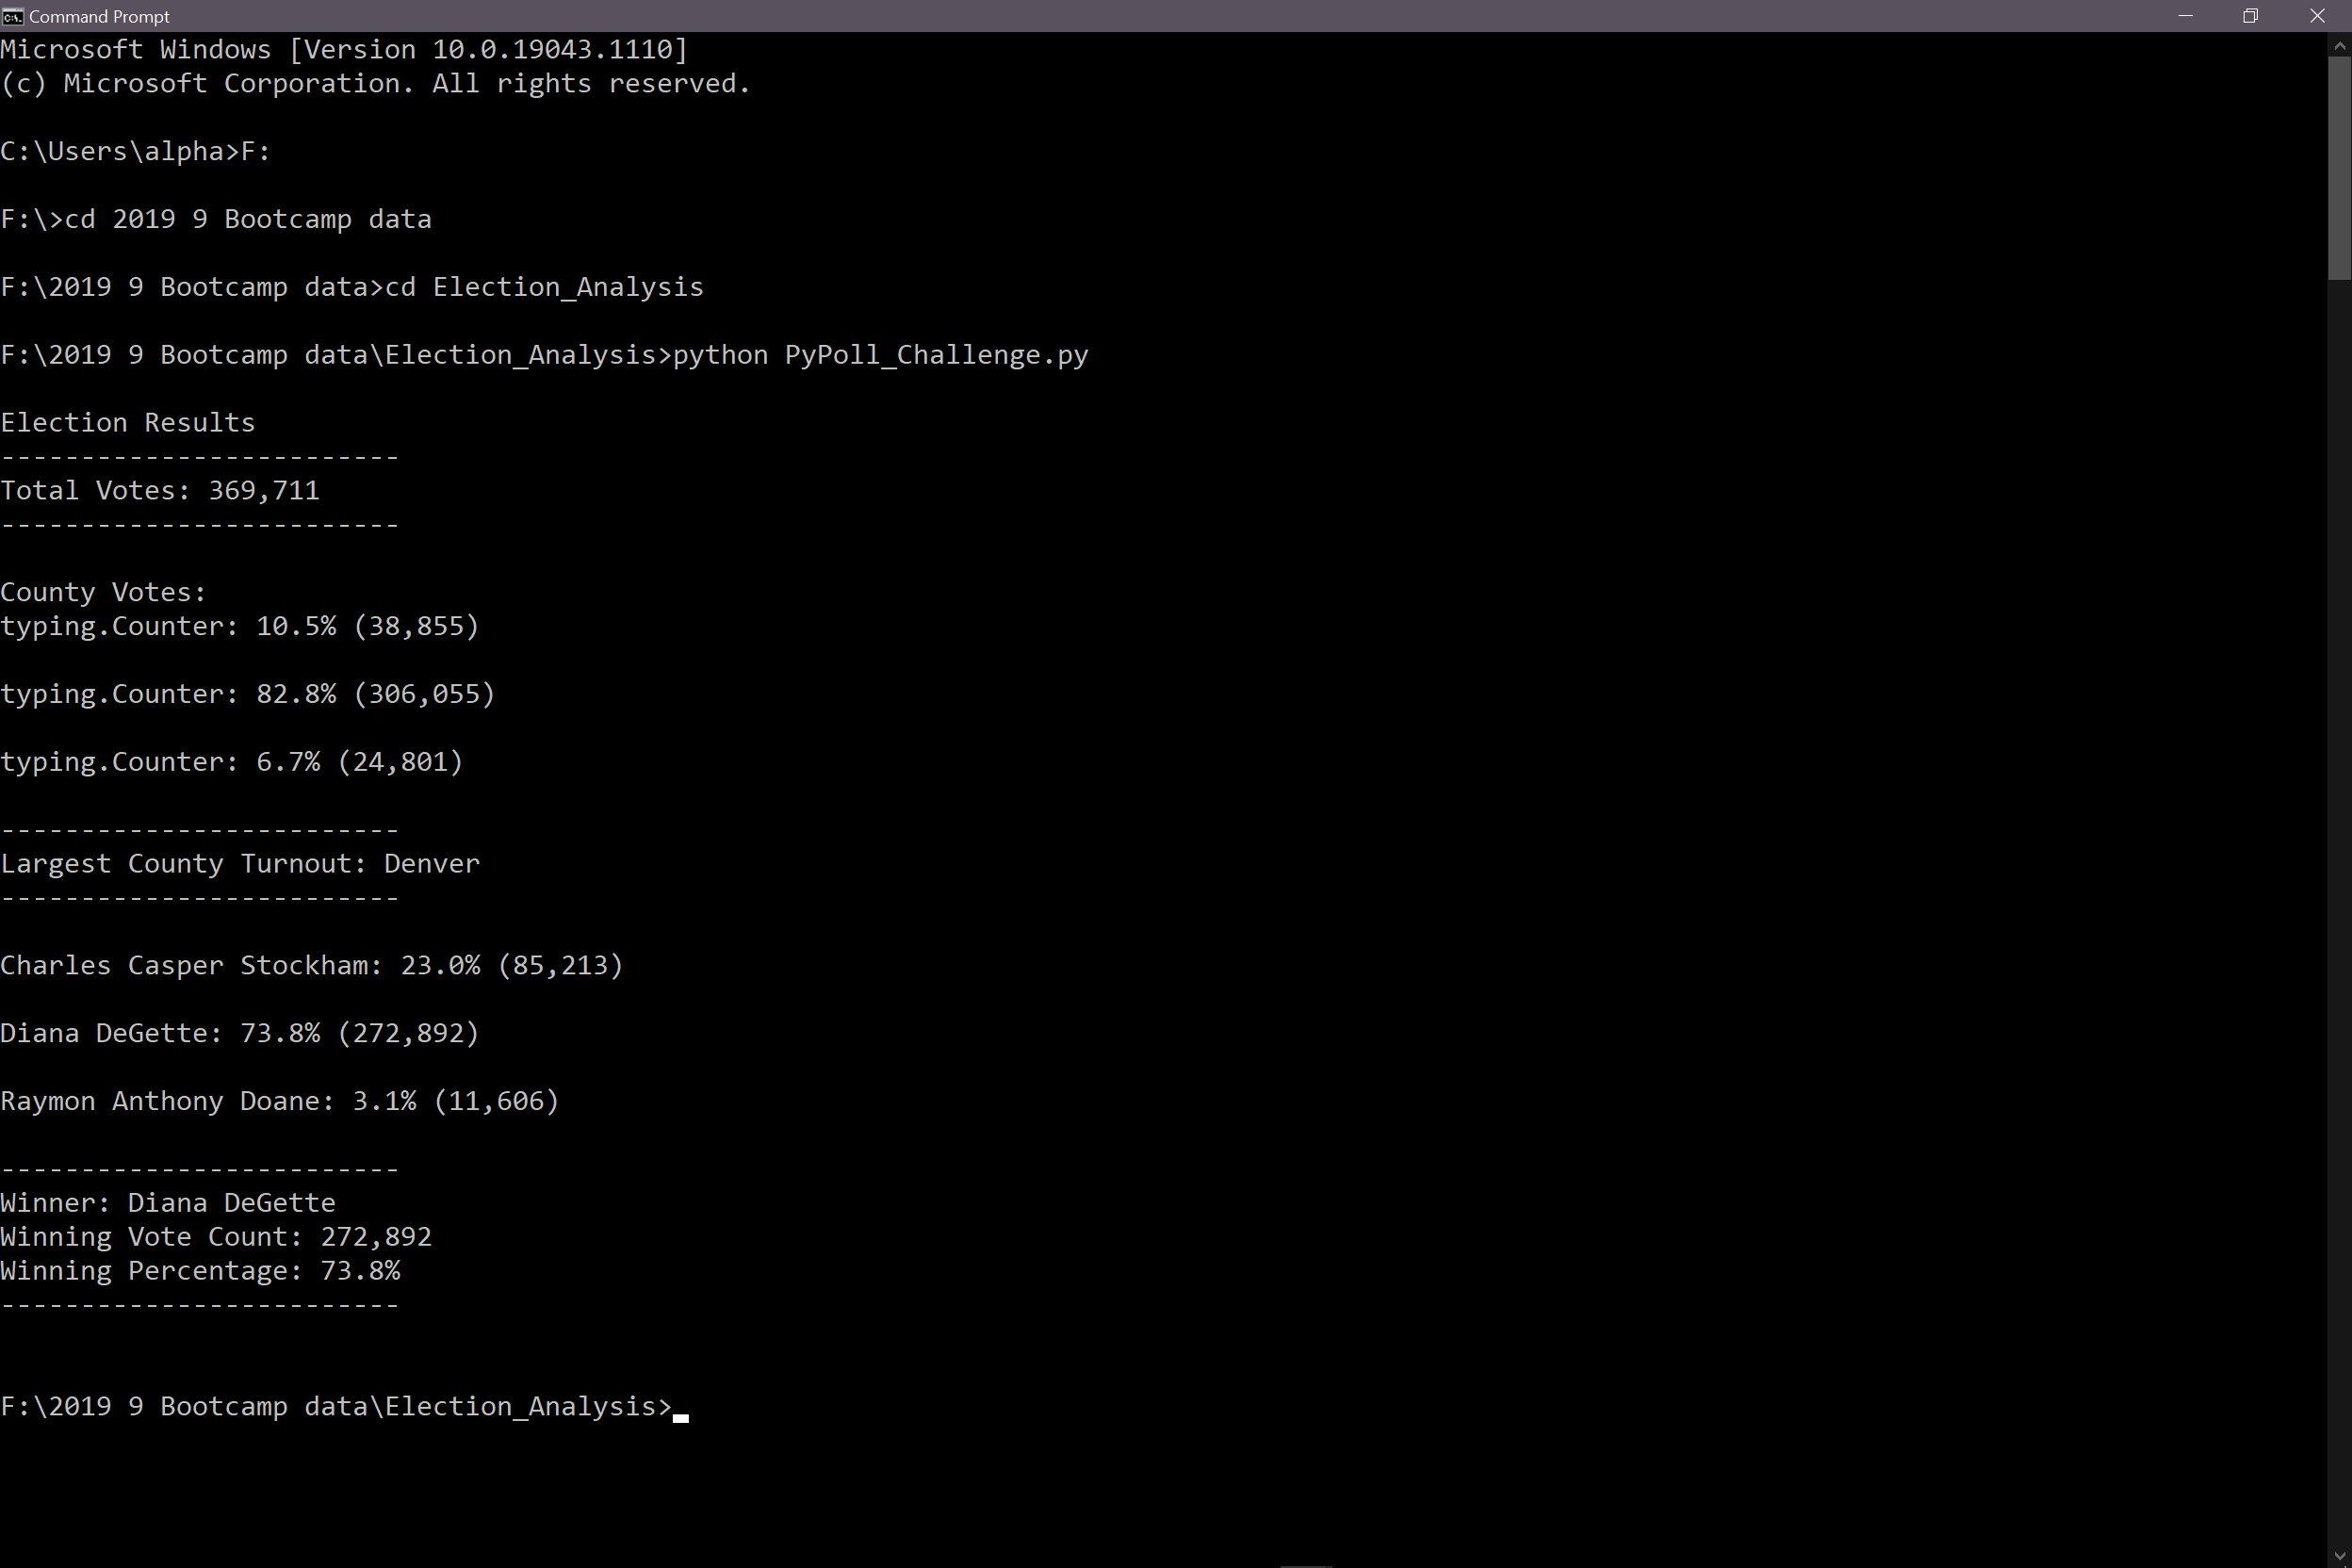 Command Prompt
Microsoft Windows [Version 10.0.19043.1110]
(c) Microsoft Corporation. All rights reserved.
C:\Users\alpha>F:
F:\>cd 2019 9 Bootcamp data
F:\2019 9 Bootcamp data>cd Election_Analysis
F:\2019 9 Bootcamp data\Election_Analysis>python PyPoll_Challenge.py
Election Results
-------------------------
Total Votes: 369,711
-------------------------
County Votes:
typing.Counter: 10.5% (38,855)
typing.Counter: 82.8% (306,055)
typing.Counter: 6.7% (24,801)
-------------------------
Largest County Turnout: Denver
-------------------------
Charles Casper Stockham: 23.0% (85,213)
Diana DeGette: 73.8% (272,892)
Raymon Anthony Doane: 3.1% (11,606)
-------------------------
Winner: Diana DeGette
Winning Vote Count: 272,892
Winning Percentage: 73.8%
-------------------------
F:\2019 9 Bootcamp data\Election_Analysis>